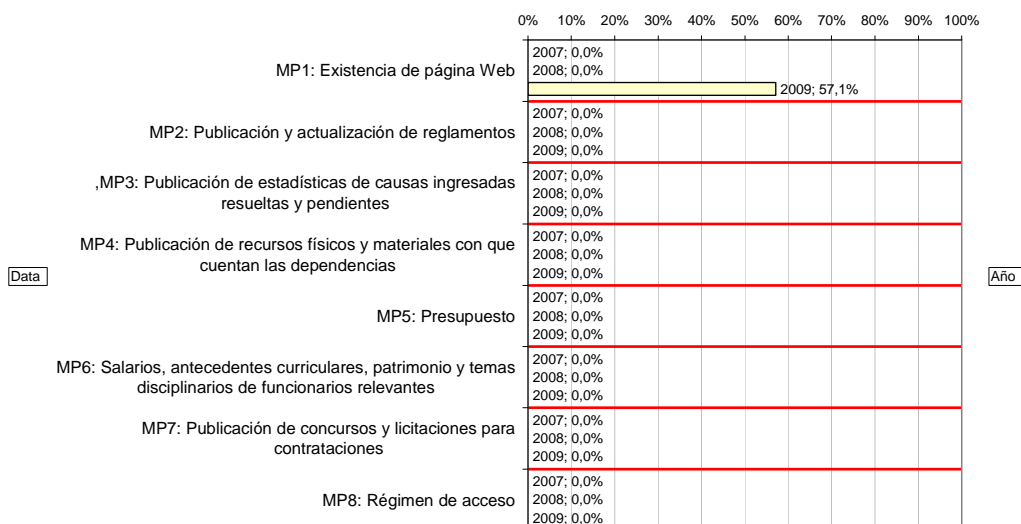 0% 10% 20% 30% 40% 50% 60% 70% 80% 90% 100%
MP1: Existencia de página Web
2007; 0,0%
2008; 0,0%
2009; 57,1%
MP2: Publicación y actualización de reglamentos
2007; 0,0%
2008; 0,0%
2009; 0,0%
,MP3: Publicación de estadísticas de causas ingresadas
resueltas y pendientes
2007; 0,0%
2008; 0,0%
2009; 0,0%
MP4: Publicación de recursos físicos y materiales con que
cuentan las dependencias
2007; 0,0%
2008; 0,0%
2009; 0,0%
Data
Año
MP5: Presupuesto
2007; 0,0%
2008; 0,0%
2009; 0,0%
MP6: Salarios, antecedentes curriculares, patrimonio y temas
disciplinarios de funcionarios relevantes
2007; 0,0%
2008; 0,0%
2009; 0,0%
MP7: Publicación de concursos y licitaciones para
contrataciones
2007; 0,0%
2008; 0,0%
2009; 0,0%
MP8: Régimen de acceso
2007; 0,0%
2008; 0,0%
2009; 0,0%